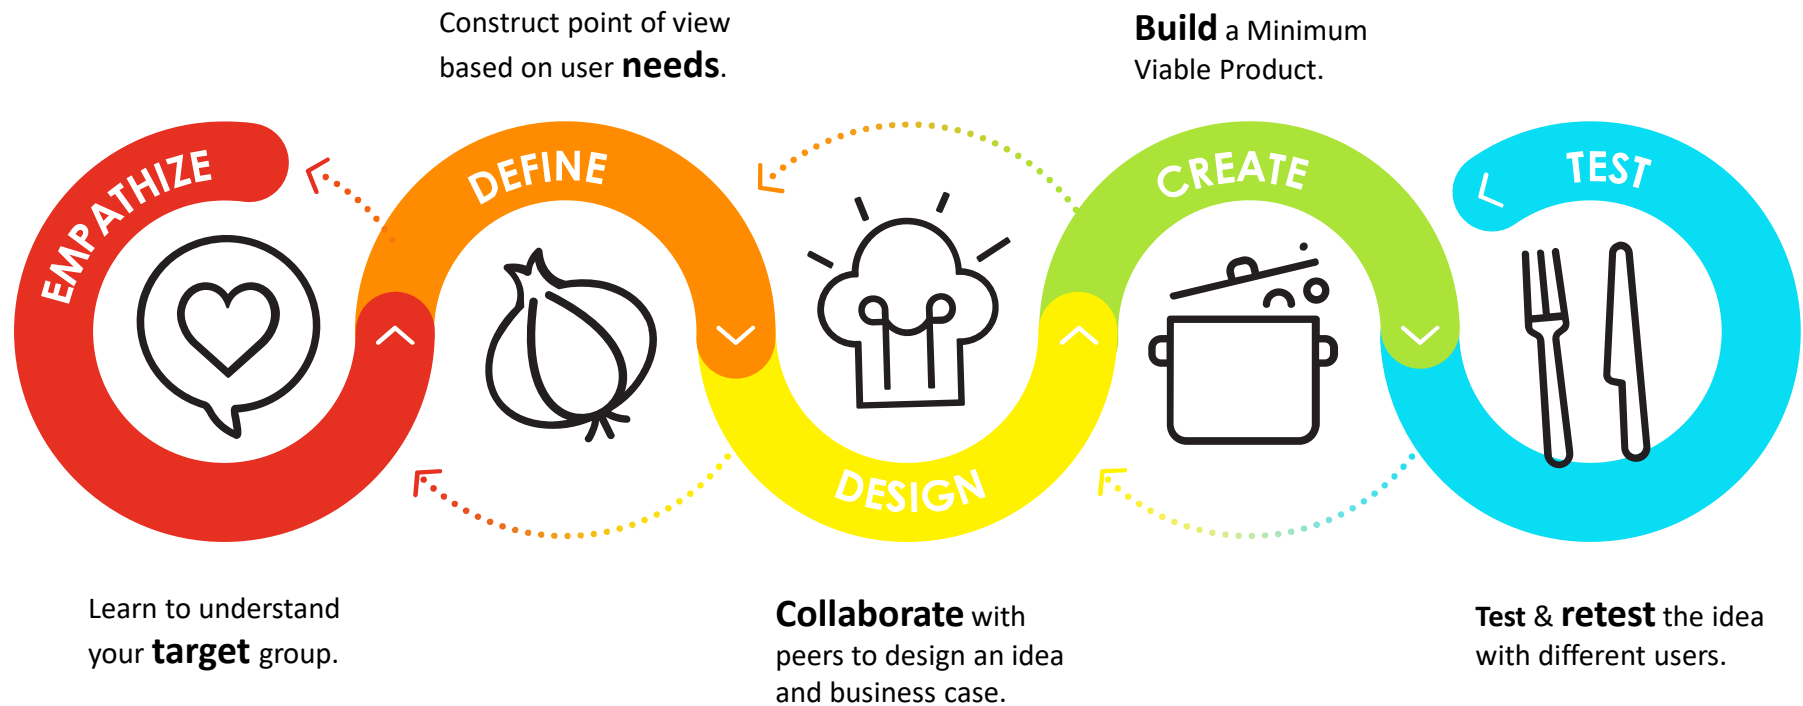 Construct point of view
based on user needs.
Build a Minimum
Viable Product.
EMPATHIZE
DEFINE
CREATE
TEST
DESIGN
Learn to understand
your target group.
Collaborate with
peers to design an idea
and business case.
Test & retest the idea
with different users.